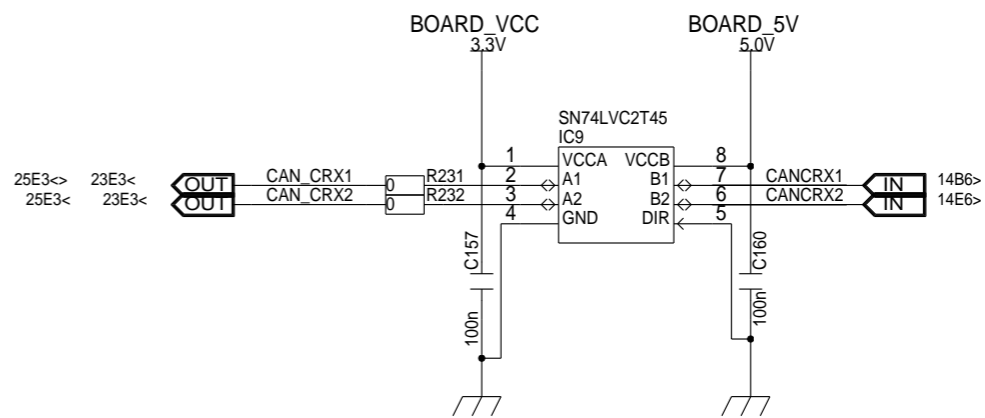 BOARD_VCC
3.3V
BOARD_5V
5.0V
SN74LVC2T45
IC9
1 VCCA VCCB 8
25E3<> 23E3< OUT CAN_CRX1 0 R231 2 A1 B1 7 CANCRX1 IN 14B6>
25E3< 23E3< OUT CAN_CRX2 0 R232 3 A2 B2 6 CANCRX2 IN 14E6>
4 GND DIR 5
C157
100n
C160
100n